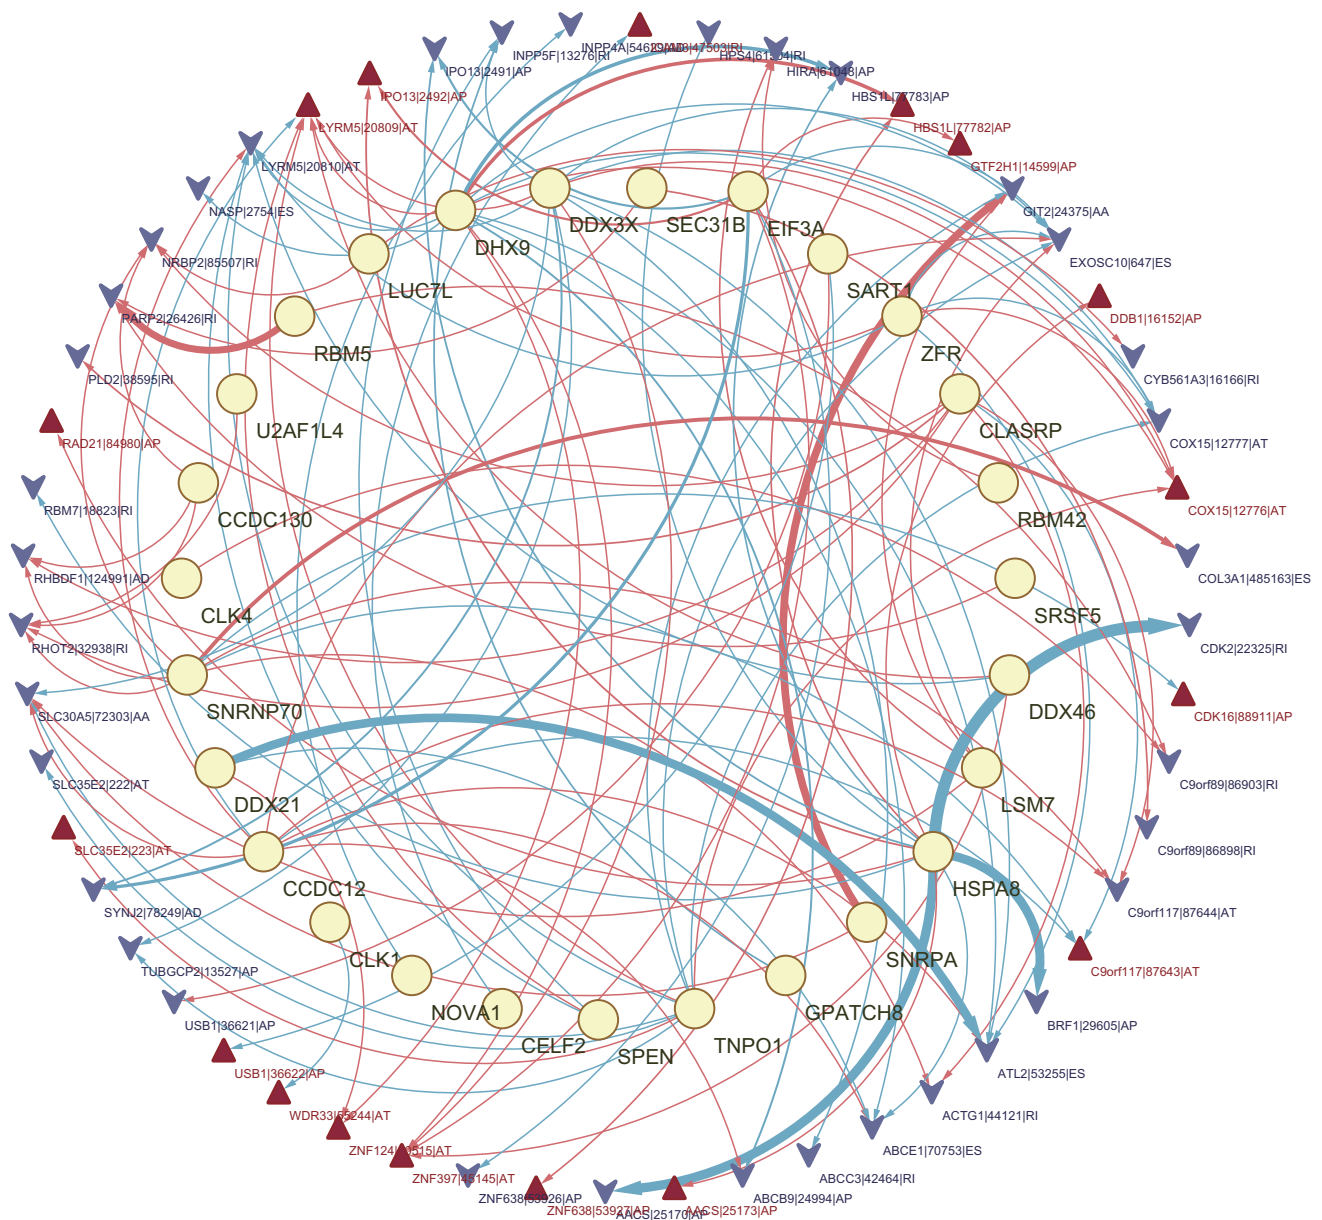 INPP5F|13276|RI
HPS4|61504|RI
IPO13|2491|AP
HIRA|61048|AP
IPO13|2492|AP
HBS1L|77783|AP
LYRM5|20809|AT
HBS1L|77782|AP
LYRM5|20810|AT
GTF2H1|14599|AP
NASP|2754|ES
GIT2|24375|AA
DDX3X
SEC31B
EIF3A
DHX9
NRBP2|85507|RI
EXOSC10|647|ES
LUC7L
SART1
PARP2|26426|RI
DDB1|16152|AP
RBM5
ZFR
PLD2|38595|RI
CYB561A3|16166|RI
U2AF1L4
CLASRP
RAD21|84980|AP
COX15|12777|AT
RBM7|18823|RI
COX15|12776|AT
CCDC130
RBM42
RHBDF1|124991|AD
COL3A1|485163|ES
CLK4
SRSF5
RHOT2|32938|RI
CDK2|22325|RI
SNRNP70
DDX46
SLC30A5|72303|AA
CDK16|88911|AP
SLC35E2|222|AT
C9orf89|86903|RI
DDX21
LSM7
SLC35E2|223|AT
C9orf89|86898|RI
CCDC12
HSPA8
SYNJ2|78249|AD
C9orf117|87644|AT
CLK1
SNRPA
TUBGCP2|13527|AP
C9orf117|87643|AT
NOVA1
GPATCH8
USB1|36621|AP
BRF1|29605|AP
CELF2
SPEN
TNPO1
USB1|36622|AP
ATL2|53255|ES
WDR33|55244|AT
ACTG1|44121|RI
ABCE1|70753|ES
ZNF397|45145|AT
ABCC3|42464|RI
ZNF638|53926|AP
ABCB9|24994|AP
ZNF638|53927|AP
AACS|25170|AP
AACS|25173|AP